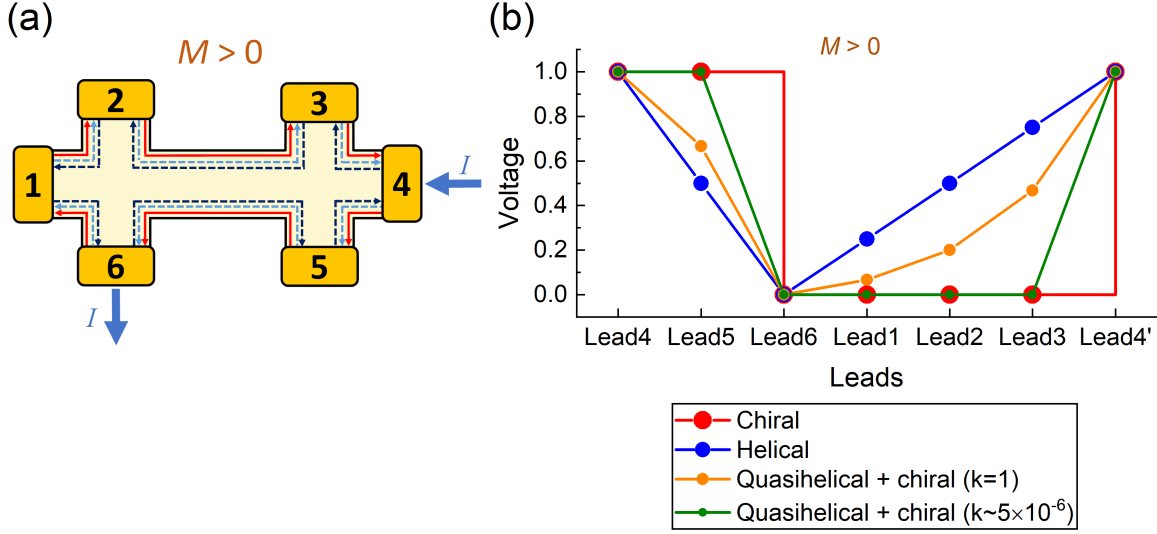 (a)
M > 0
2
3
1
4
I
6
5
I
(b)
M > 0
Voltage
1.0
0.8
0.6
0.4
0.2
0.0
Lead4 Lead5 Lead6 Lead1 Lead2 Lead3 Lead4'
Leads
Chiral
Helical
Quasihelical + chiral (k=1)
Quasihelical + chiral (k~5×10⁻⁶)